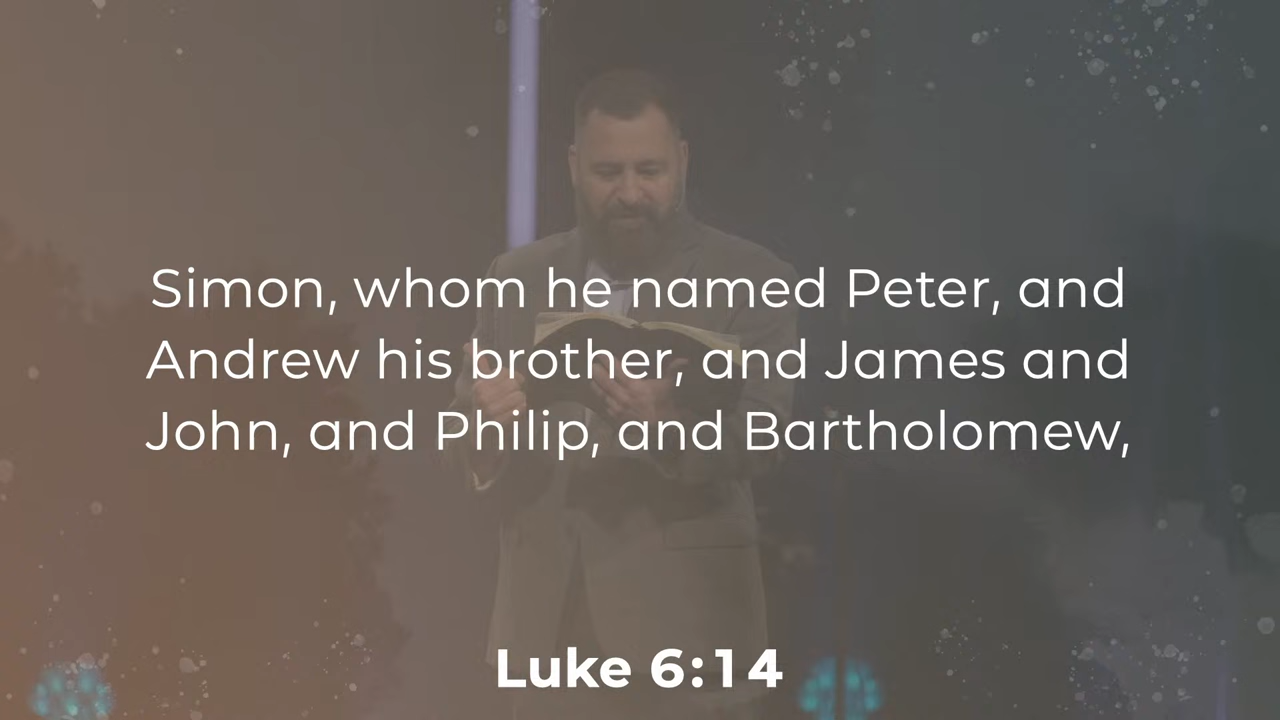 Simon, whom he named Peter, and
Andrew his brother, and James and
John, and Philip, and Bartholomew,
Luke 6:14